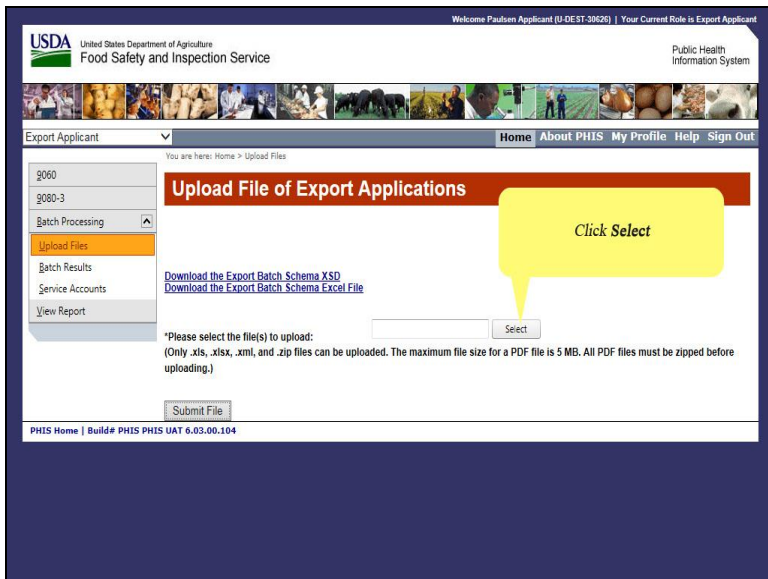 Welcome Paulsen Applicant (U-DEST-30626) | Your Current Role is Export Applicant
USDA
United States Department of Agriculture
Food Safety and Inspection Service
Public Health
Information System
Export Applicant
Home About PHIS My Profile Help Sign Out
You are here: Home > Upload Files
9060
9080-3
Batch Processing
Upload Files
Batch Results
Service Accounts
View Report
Upload File of Export Applications
Click Select
Download the Export Batch Schema XSD
Download the Export Batch Schema Excel File
*Please select the file(s) to upload:
Select
(Only .xls, .xlsx, .xml, and .zip files can be uploaded. The maximum file size for a PDF file is 5 MB. All PDF files must be zipped before
uploading.)
Submit File
PHIS Home | Build# PHIS PHIS UAT 6.03.00.104